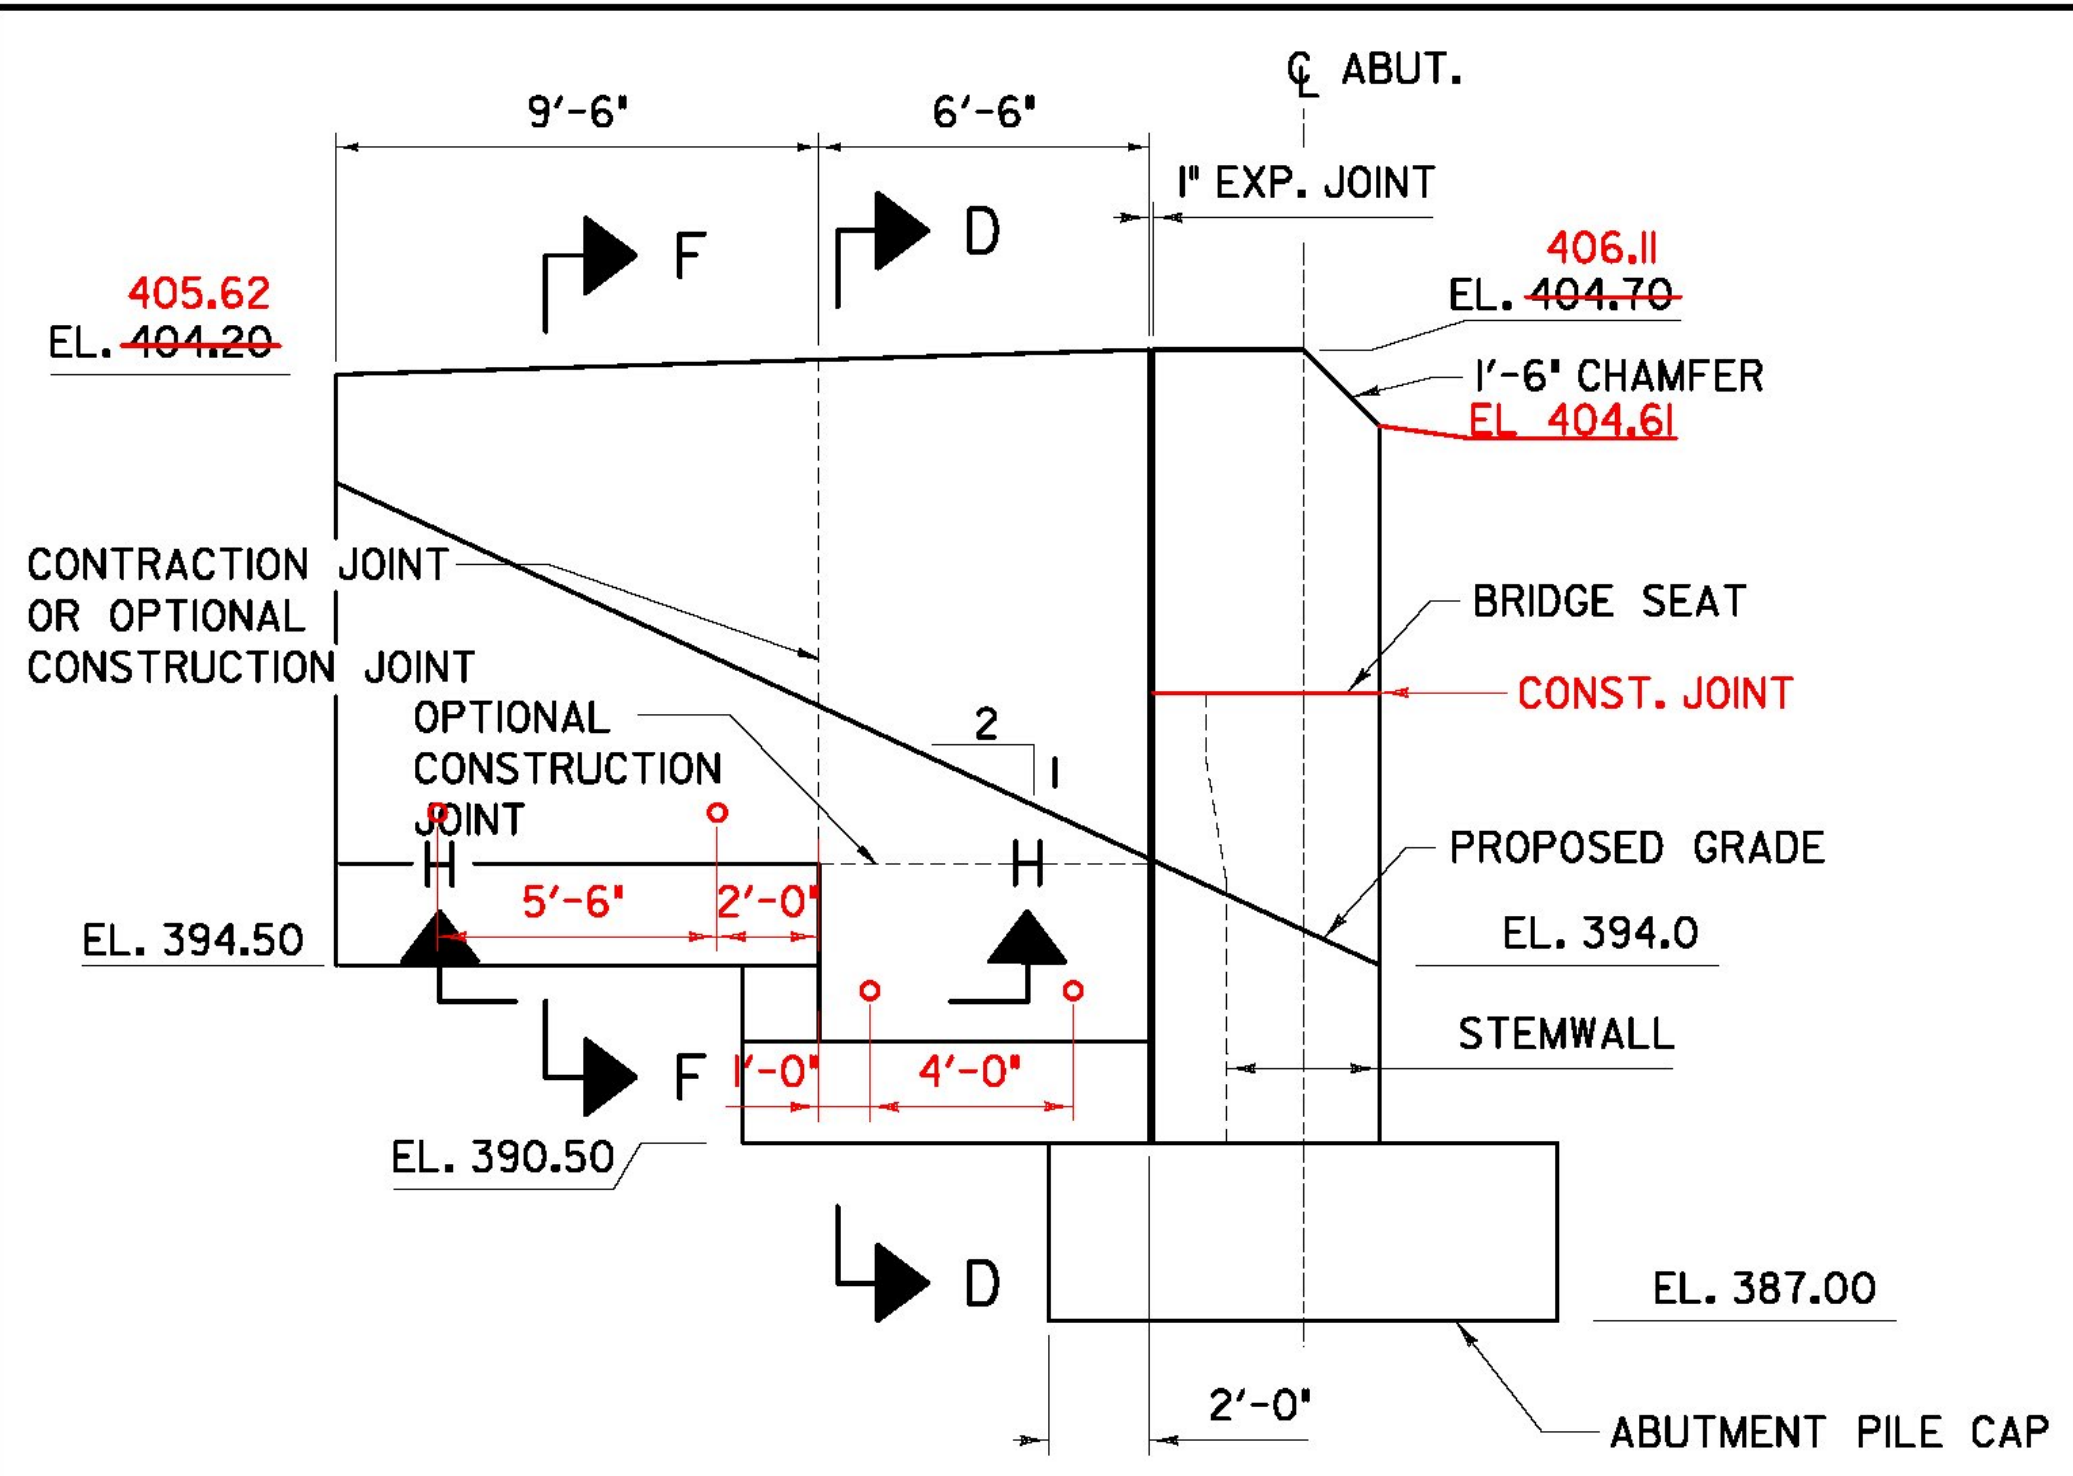 ℄ ABUT.
9'-6"
6'-6"
1" EXP. JOINT
F
D
406.11
EL. 404.70
405.62
EL. 404.20
1'-6" CHAMFER
EL 404.61
CONTRACTION JOINT
OR OPTIONAL
CONSTRUCTION JOINT
BRIDGE SEAT
CONST. JOINT
OPTIONAL
CONSTRUCTION
JOINT
2
1
H
H
PROPOSED GRADE
5'-6"
2'-0"
EL. 394.50
EL. 394.0
STEMWALL
F
1'-0"
4'-0"
EL. 390.50
D
EL. 387.00
2'-0"
ABUTMENT PILE CAP